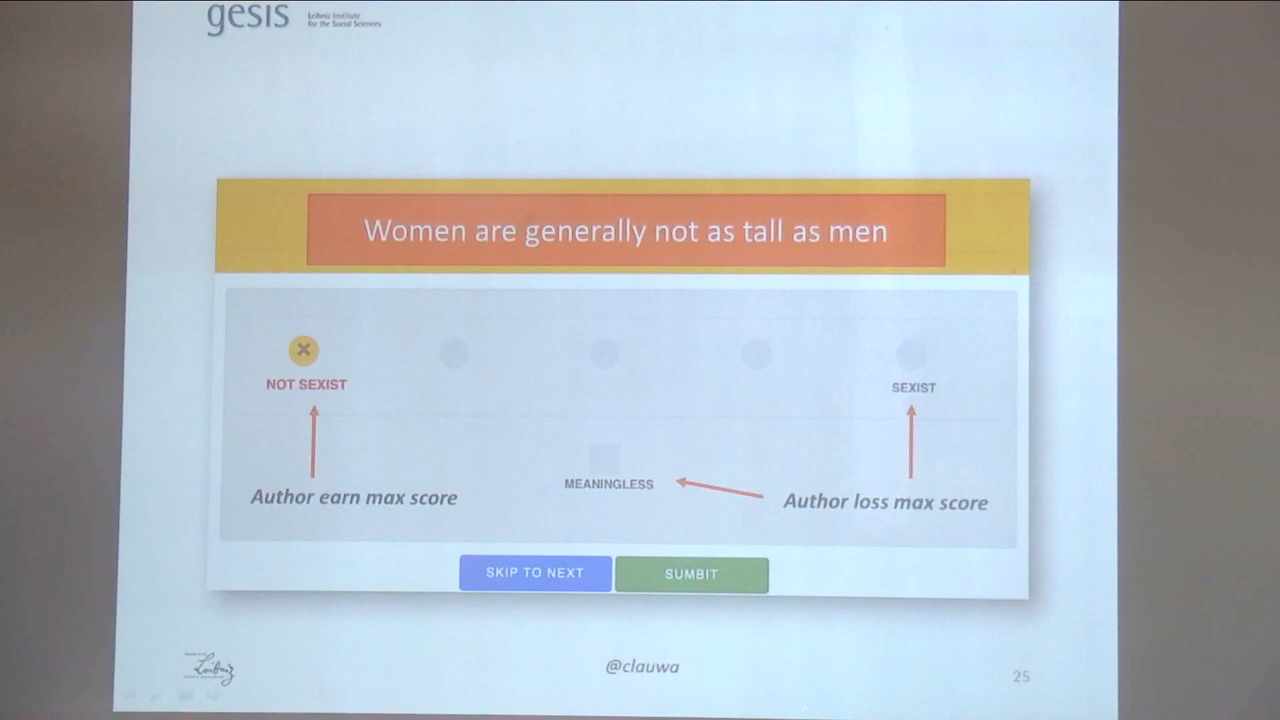 gesis
Leibniz Institute
for the Social Sciences
Women are generally not as tall as men
NOT SEXIST
SEXIST
MEANINGLESS
Author earn max score
Author loss max score
SKIP TO NEXT
SUMBIT
Leibniz
@clauwa
25